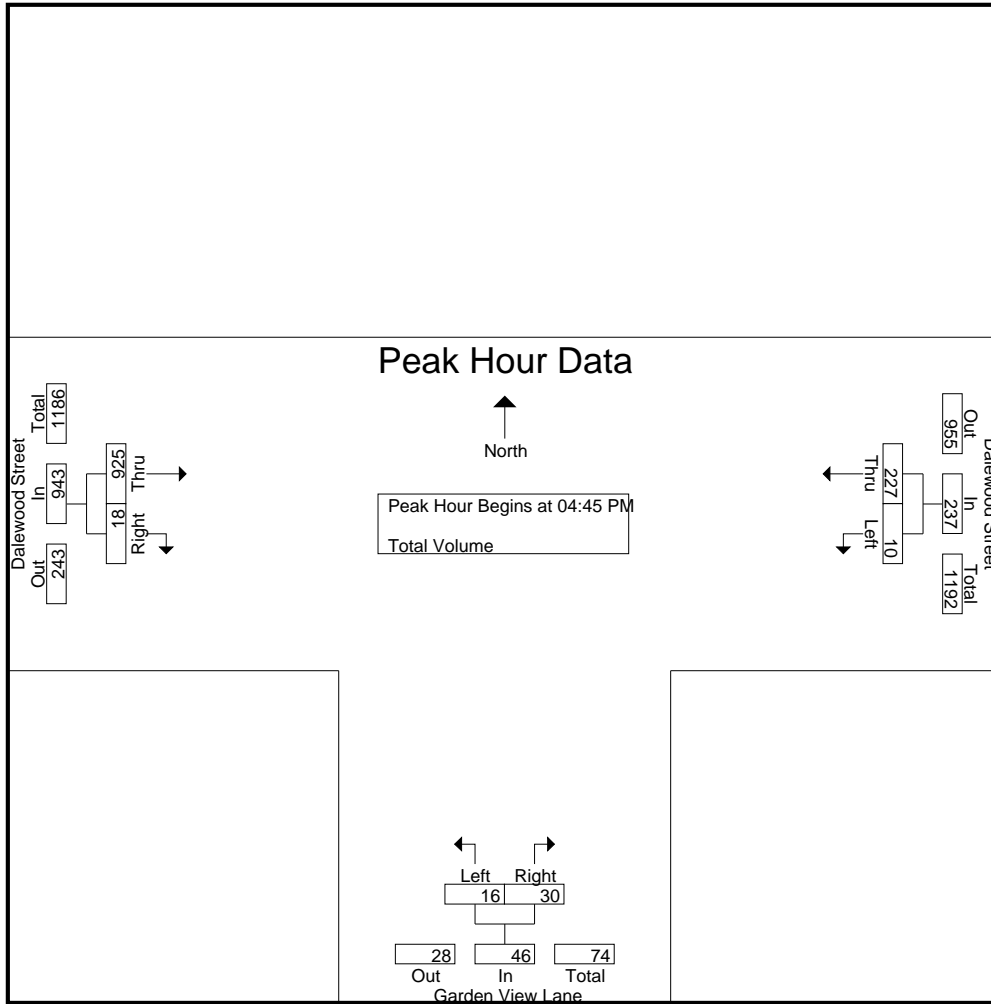 Peak Hour Data
North
Peak Hour Begins at 04:45 PM
Total Volume
Dalewood Street
Total
1186
In
943
Out
243
925
Thru
18
Right
Dalewood Street
Out
955
In
237
Total
1192
227
Thru
10
Left
Left Right
16 30
28 46 74
Out In Total
Garden View Lane